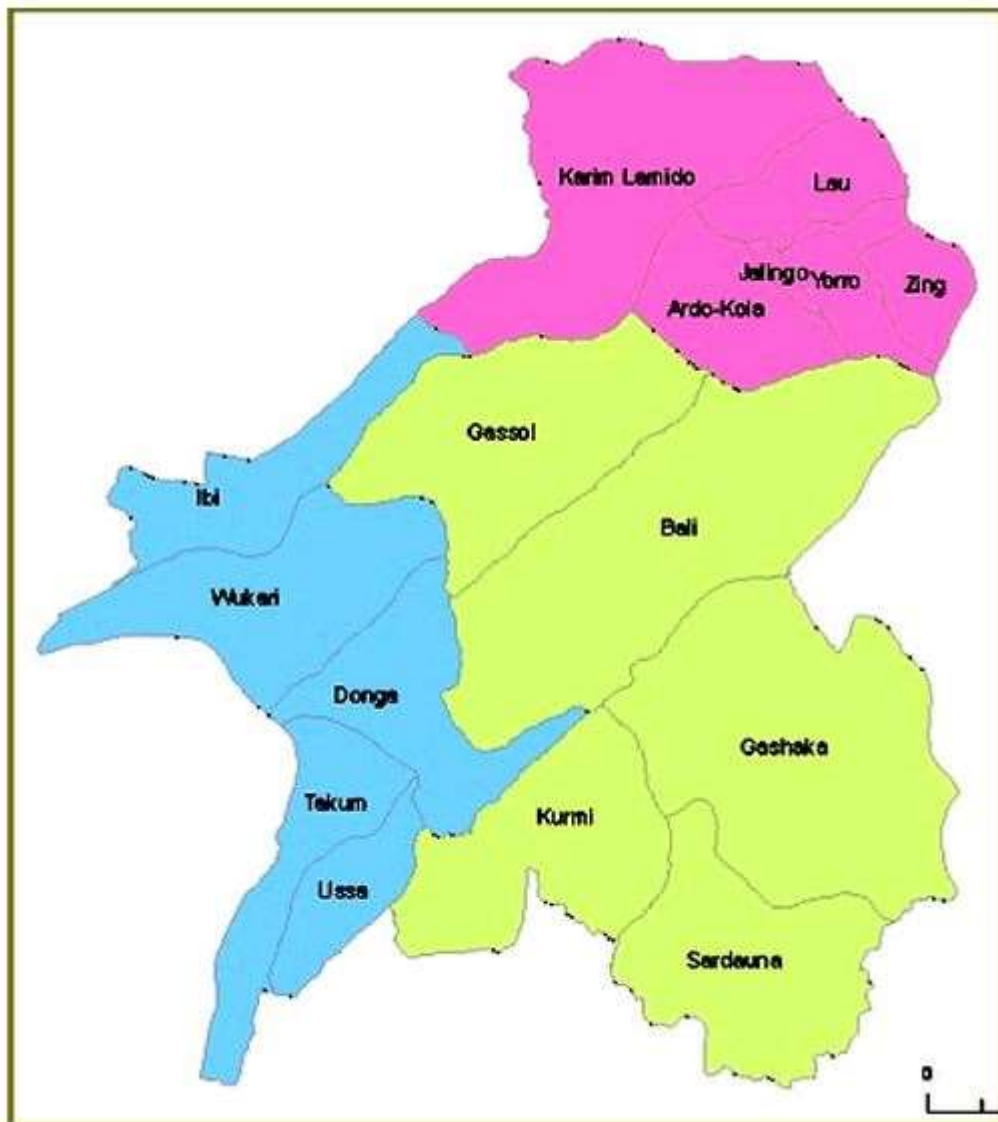 Karim Lamido
Lau
Jalingo
Yorro
Zing
Ardo-Kola
Gassol
Ibi
Bali
Wukari
Donga
Gashaka
Takum
Kurmi
Ussa
Sardauna
0